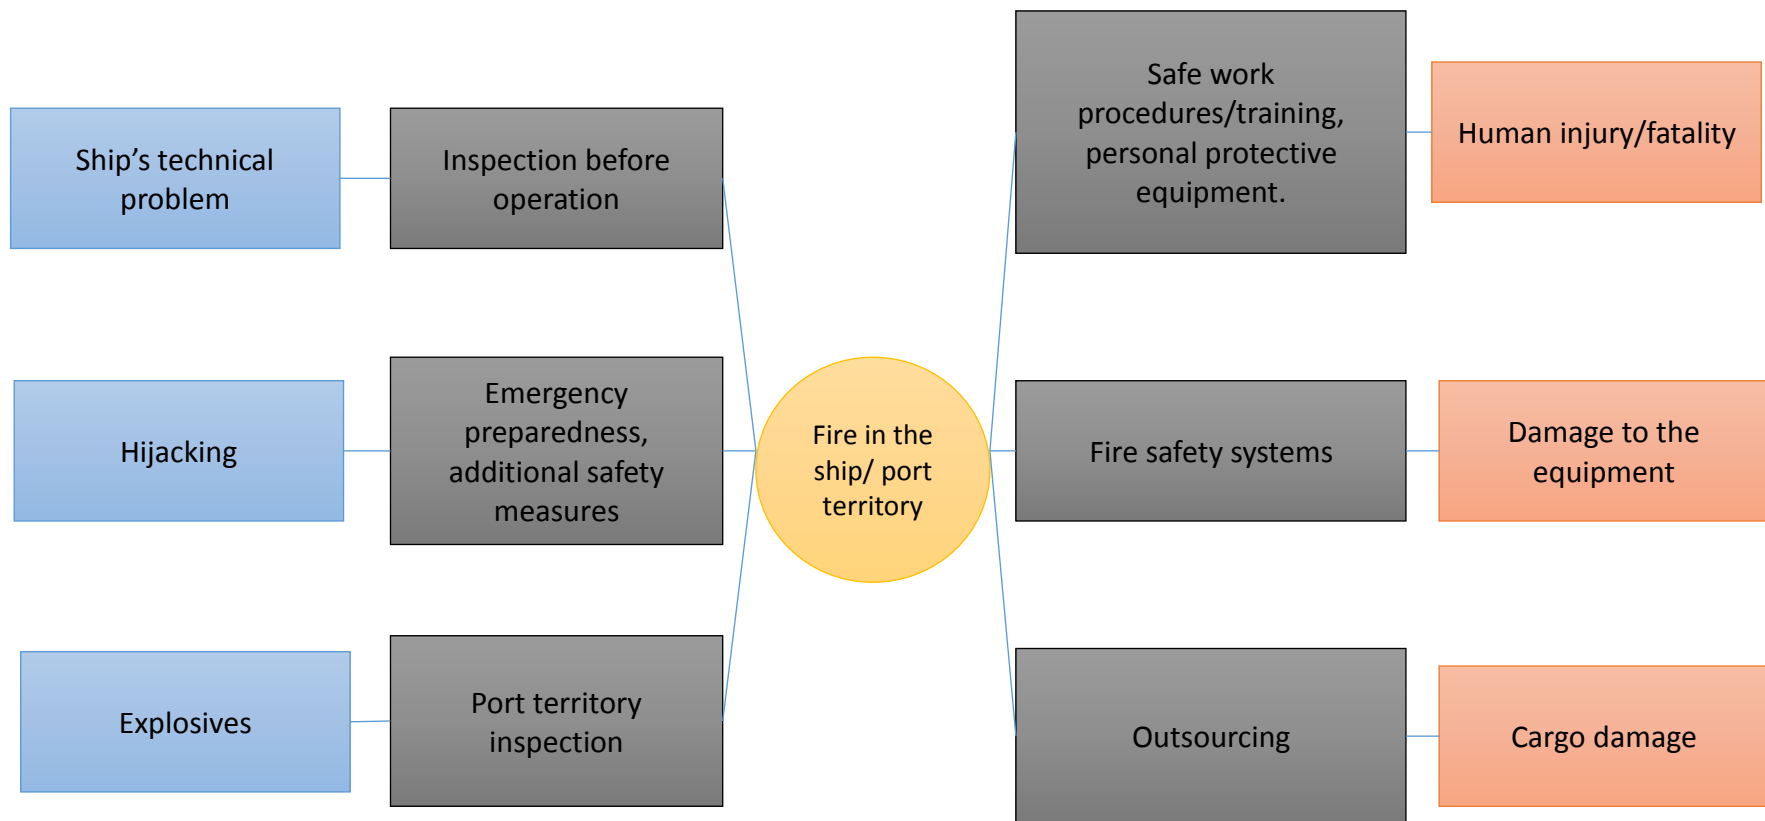 Ship’s technical
problem
Inspection before
operation
Safe work
procedures/training,
personal protective
equipment.
Human injury/fatality
Hijacking
Emergency
preparedness,
additional safety
measures
Fire in the
ship/ port
territory
Fire safety systems
Damage to the
equipment
Explosives
Port territory
inspection
Outsourcing
Cargo damage